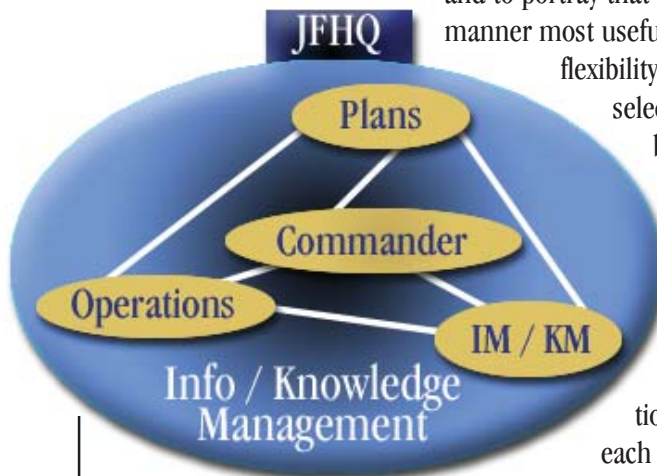 and to portray that
JFHQ
manner most useful
flexibility
selec
Plans
Commander
Operations
IM / KM
Info / Knowledge
Management
tio
each